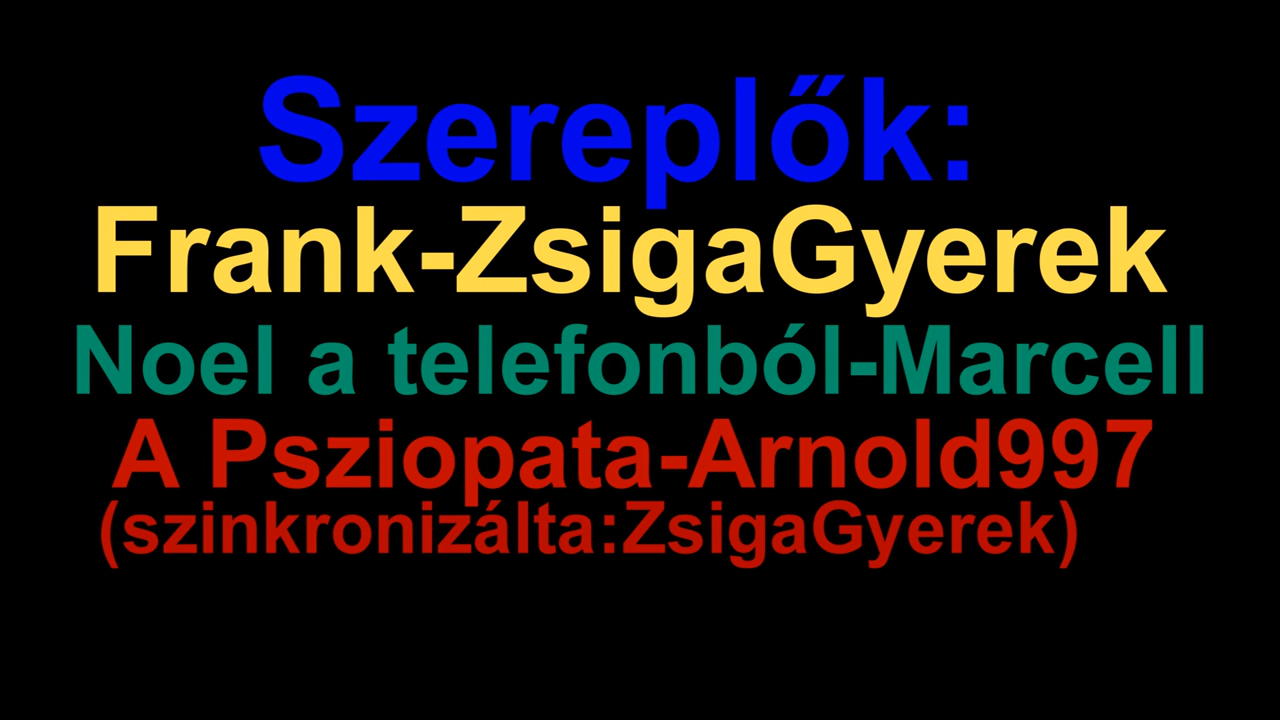 Szereplők:
Frank-ZsigaGyerek
Noel a telefonból-Marcell
A Psziopata-Arnold997
(szinkronizálta:ZsigaGyerek)